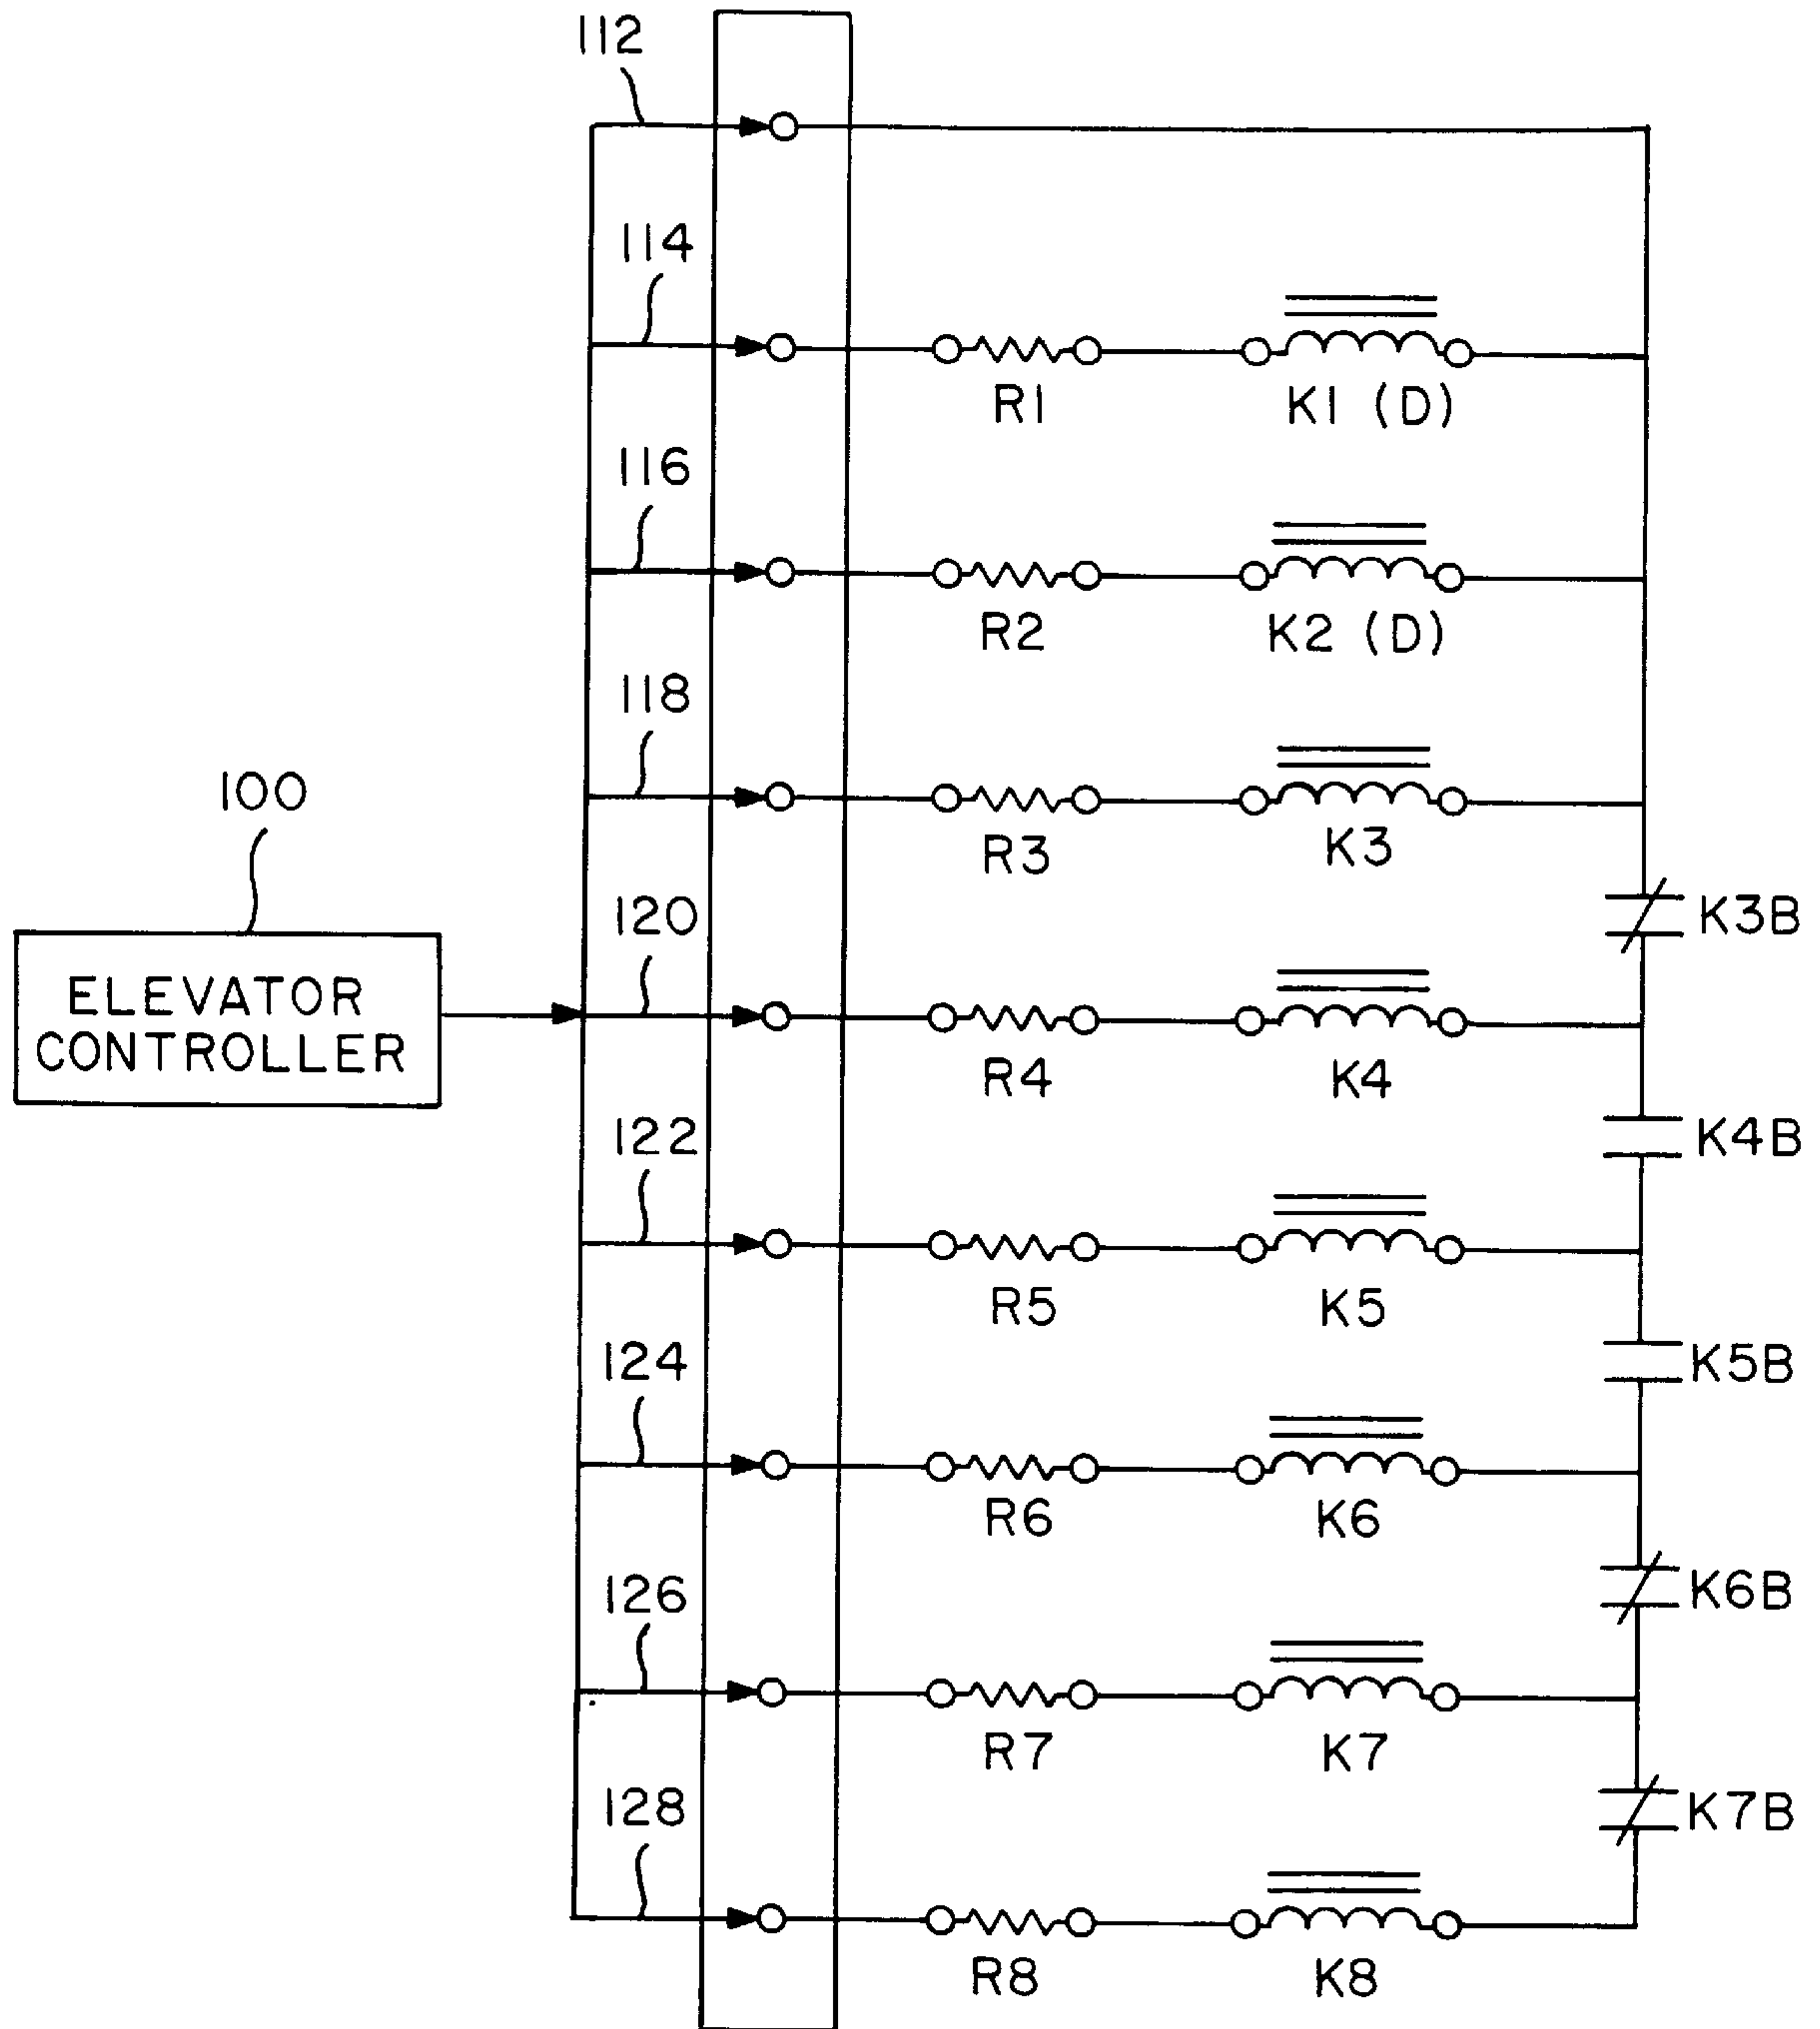 112
114
R1
K1 (D)
116
R2
K2 (D)
118
R3
K3
100
K3B
120
ELEVATOR
CONTROLLER
R4
K4
K4B
122
R5
K5
K5B
124
R6
K6
K6B
126
R7
K7
K7B
128
R8
K8